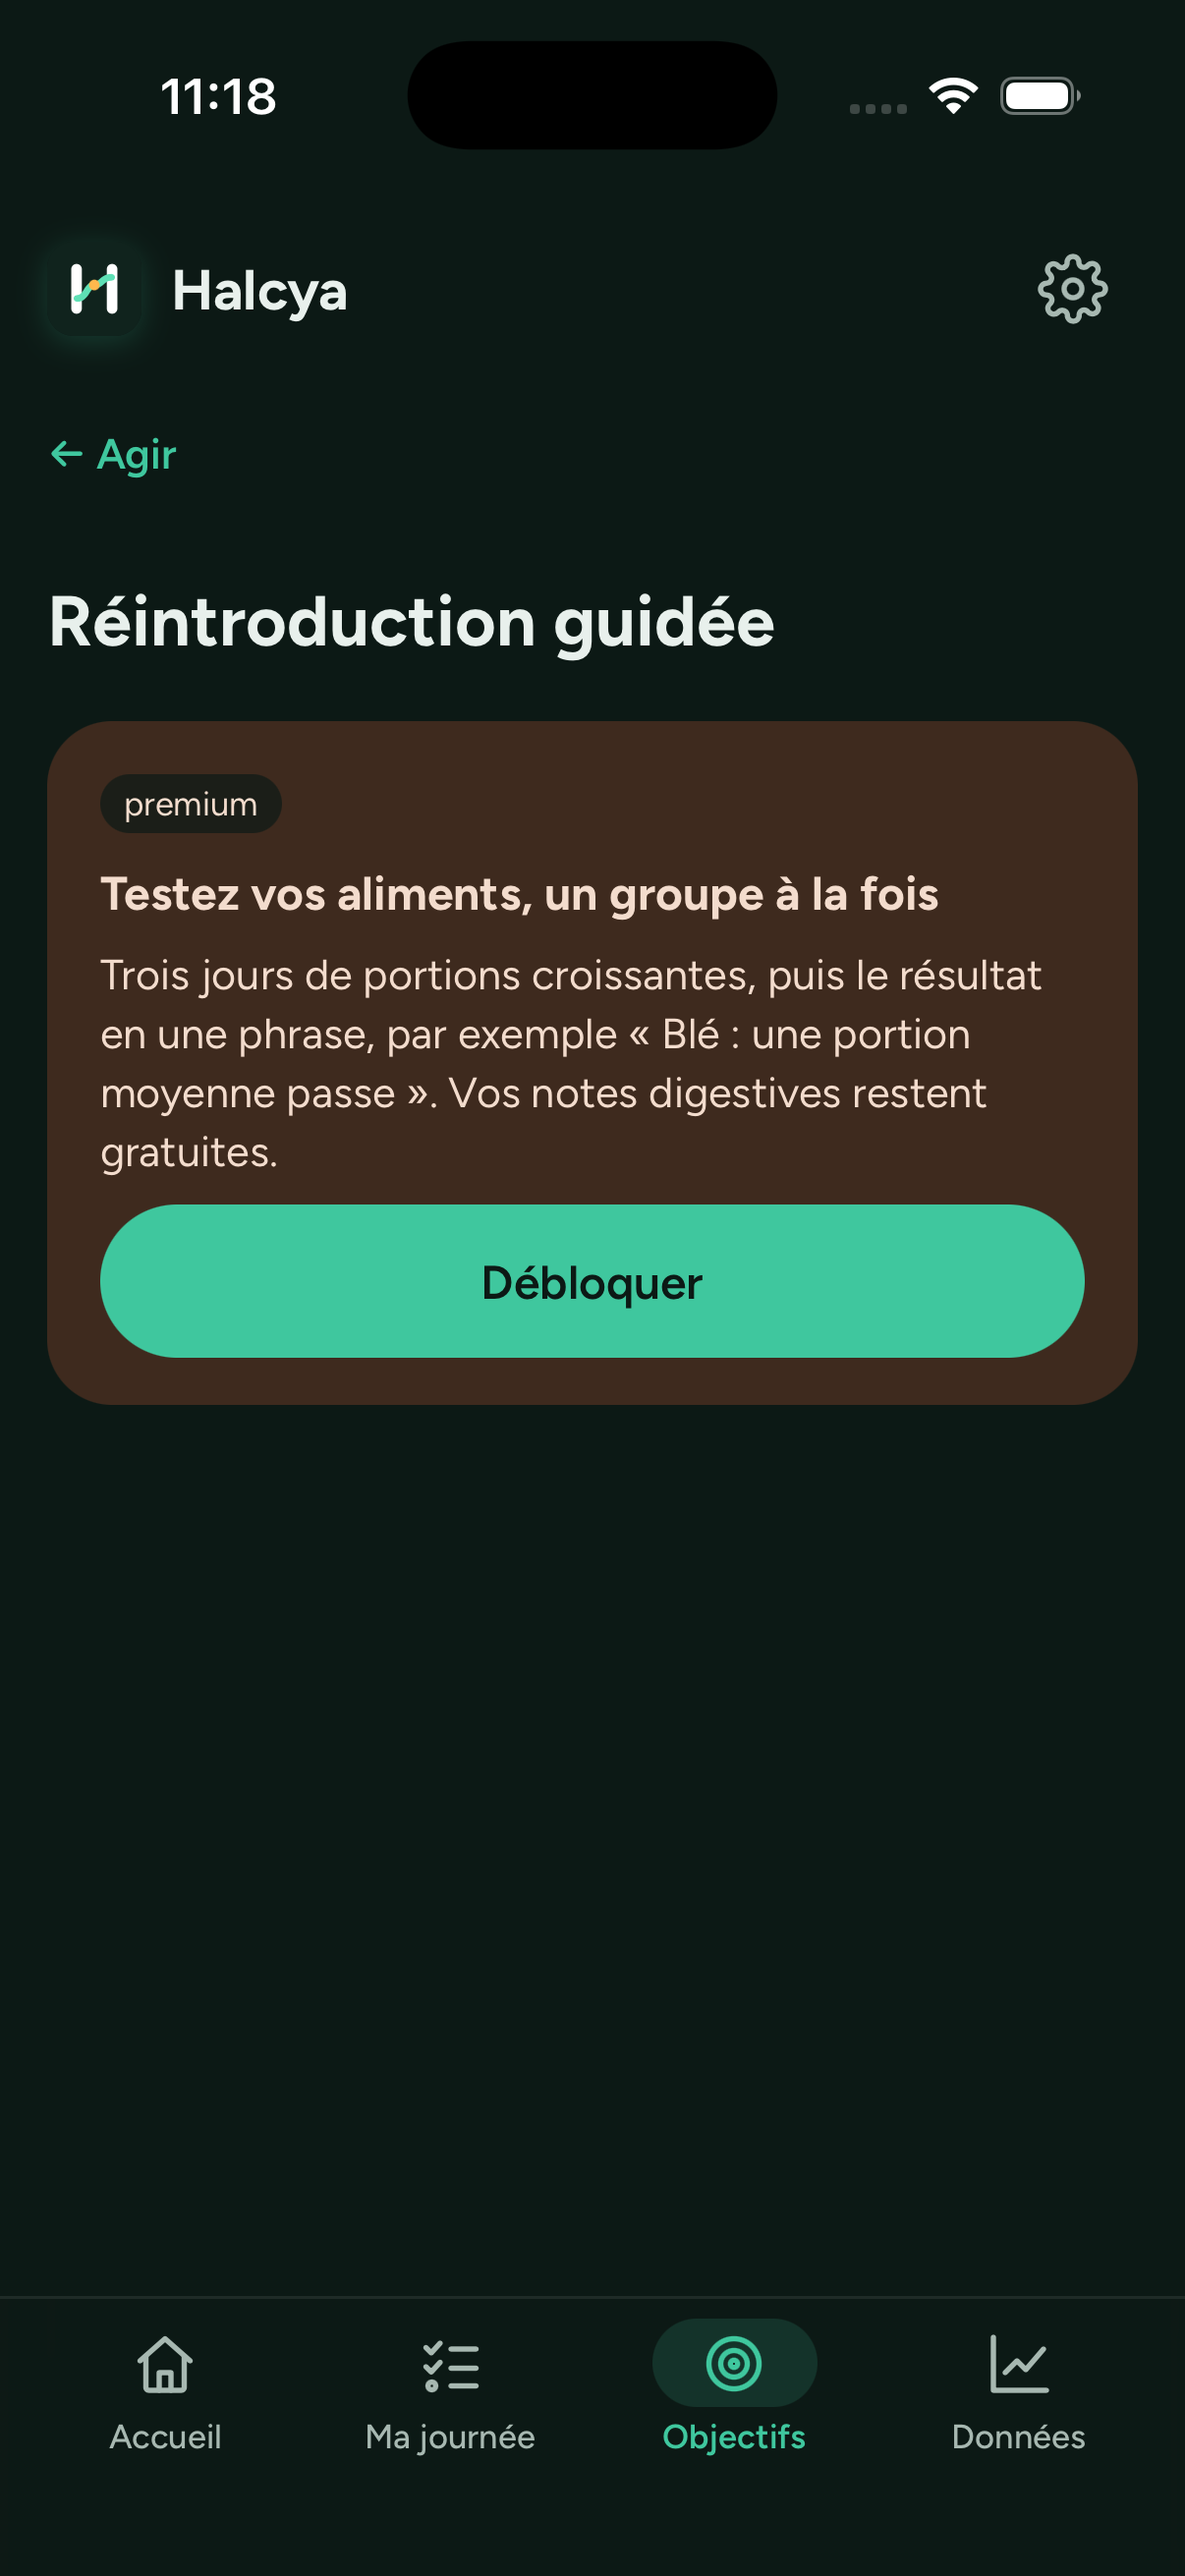 11:18
Halcya
← Agir
Réintroduction guidée
premium
Testez vos aliments, un groupe à la fois
Trois jours de portions croissantes, puis le résultat
en une phrase, par exemple « Blé : une portion
moyenne passe ». Vos notes digestives restent
gratuites.
Débloquer
Accueil
Ma journée
Objectifs
Données